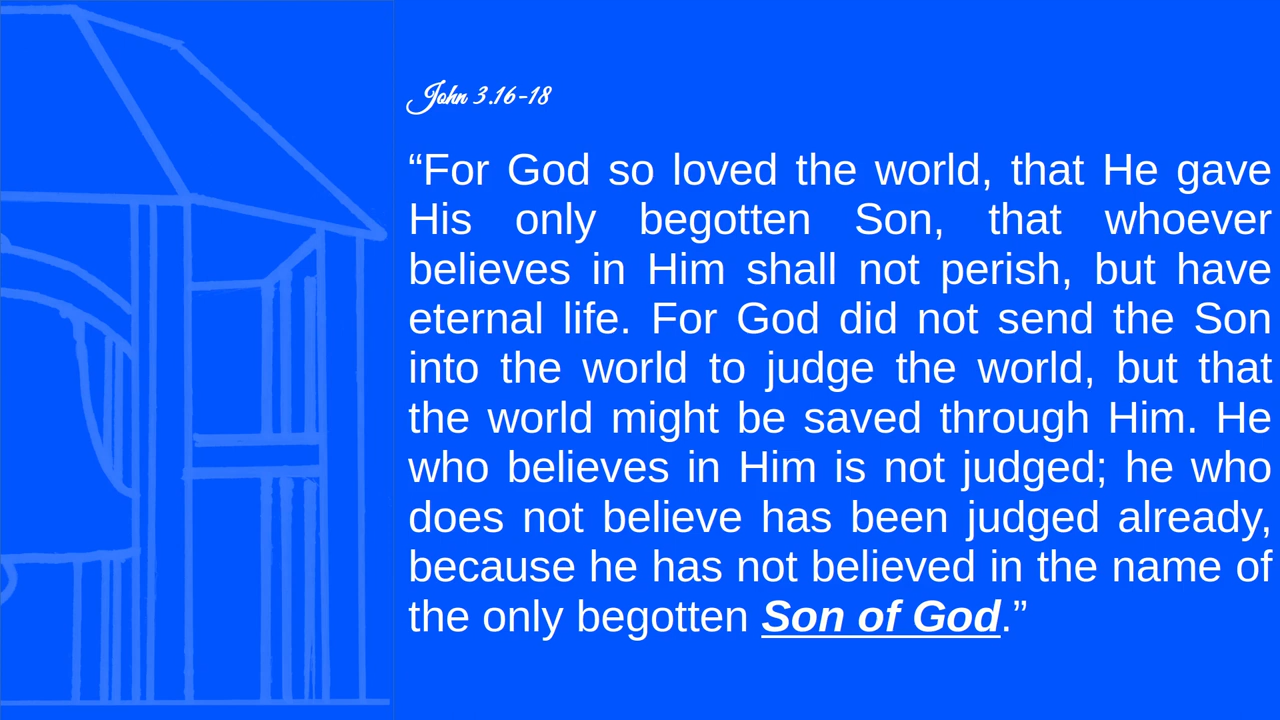 John 3.16-18
“For God so loved the world, that He gave
His only begotten Son, that whoever
believes in Him shall not perish, but have
eternal life. For God did not send the Son
into the world to judge the world, but that
the world might be saved through Him. He
who believes in Him is not judged; he who
does not believe has been judged already,
because he has not believed in the name of
the only begotten Son of God.”